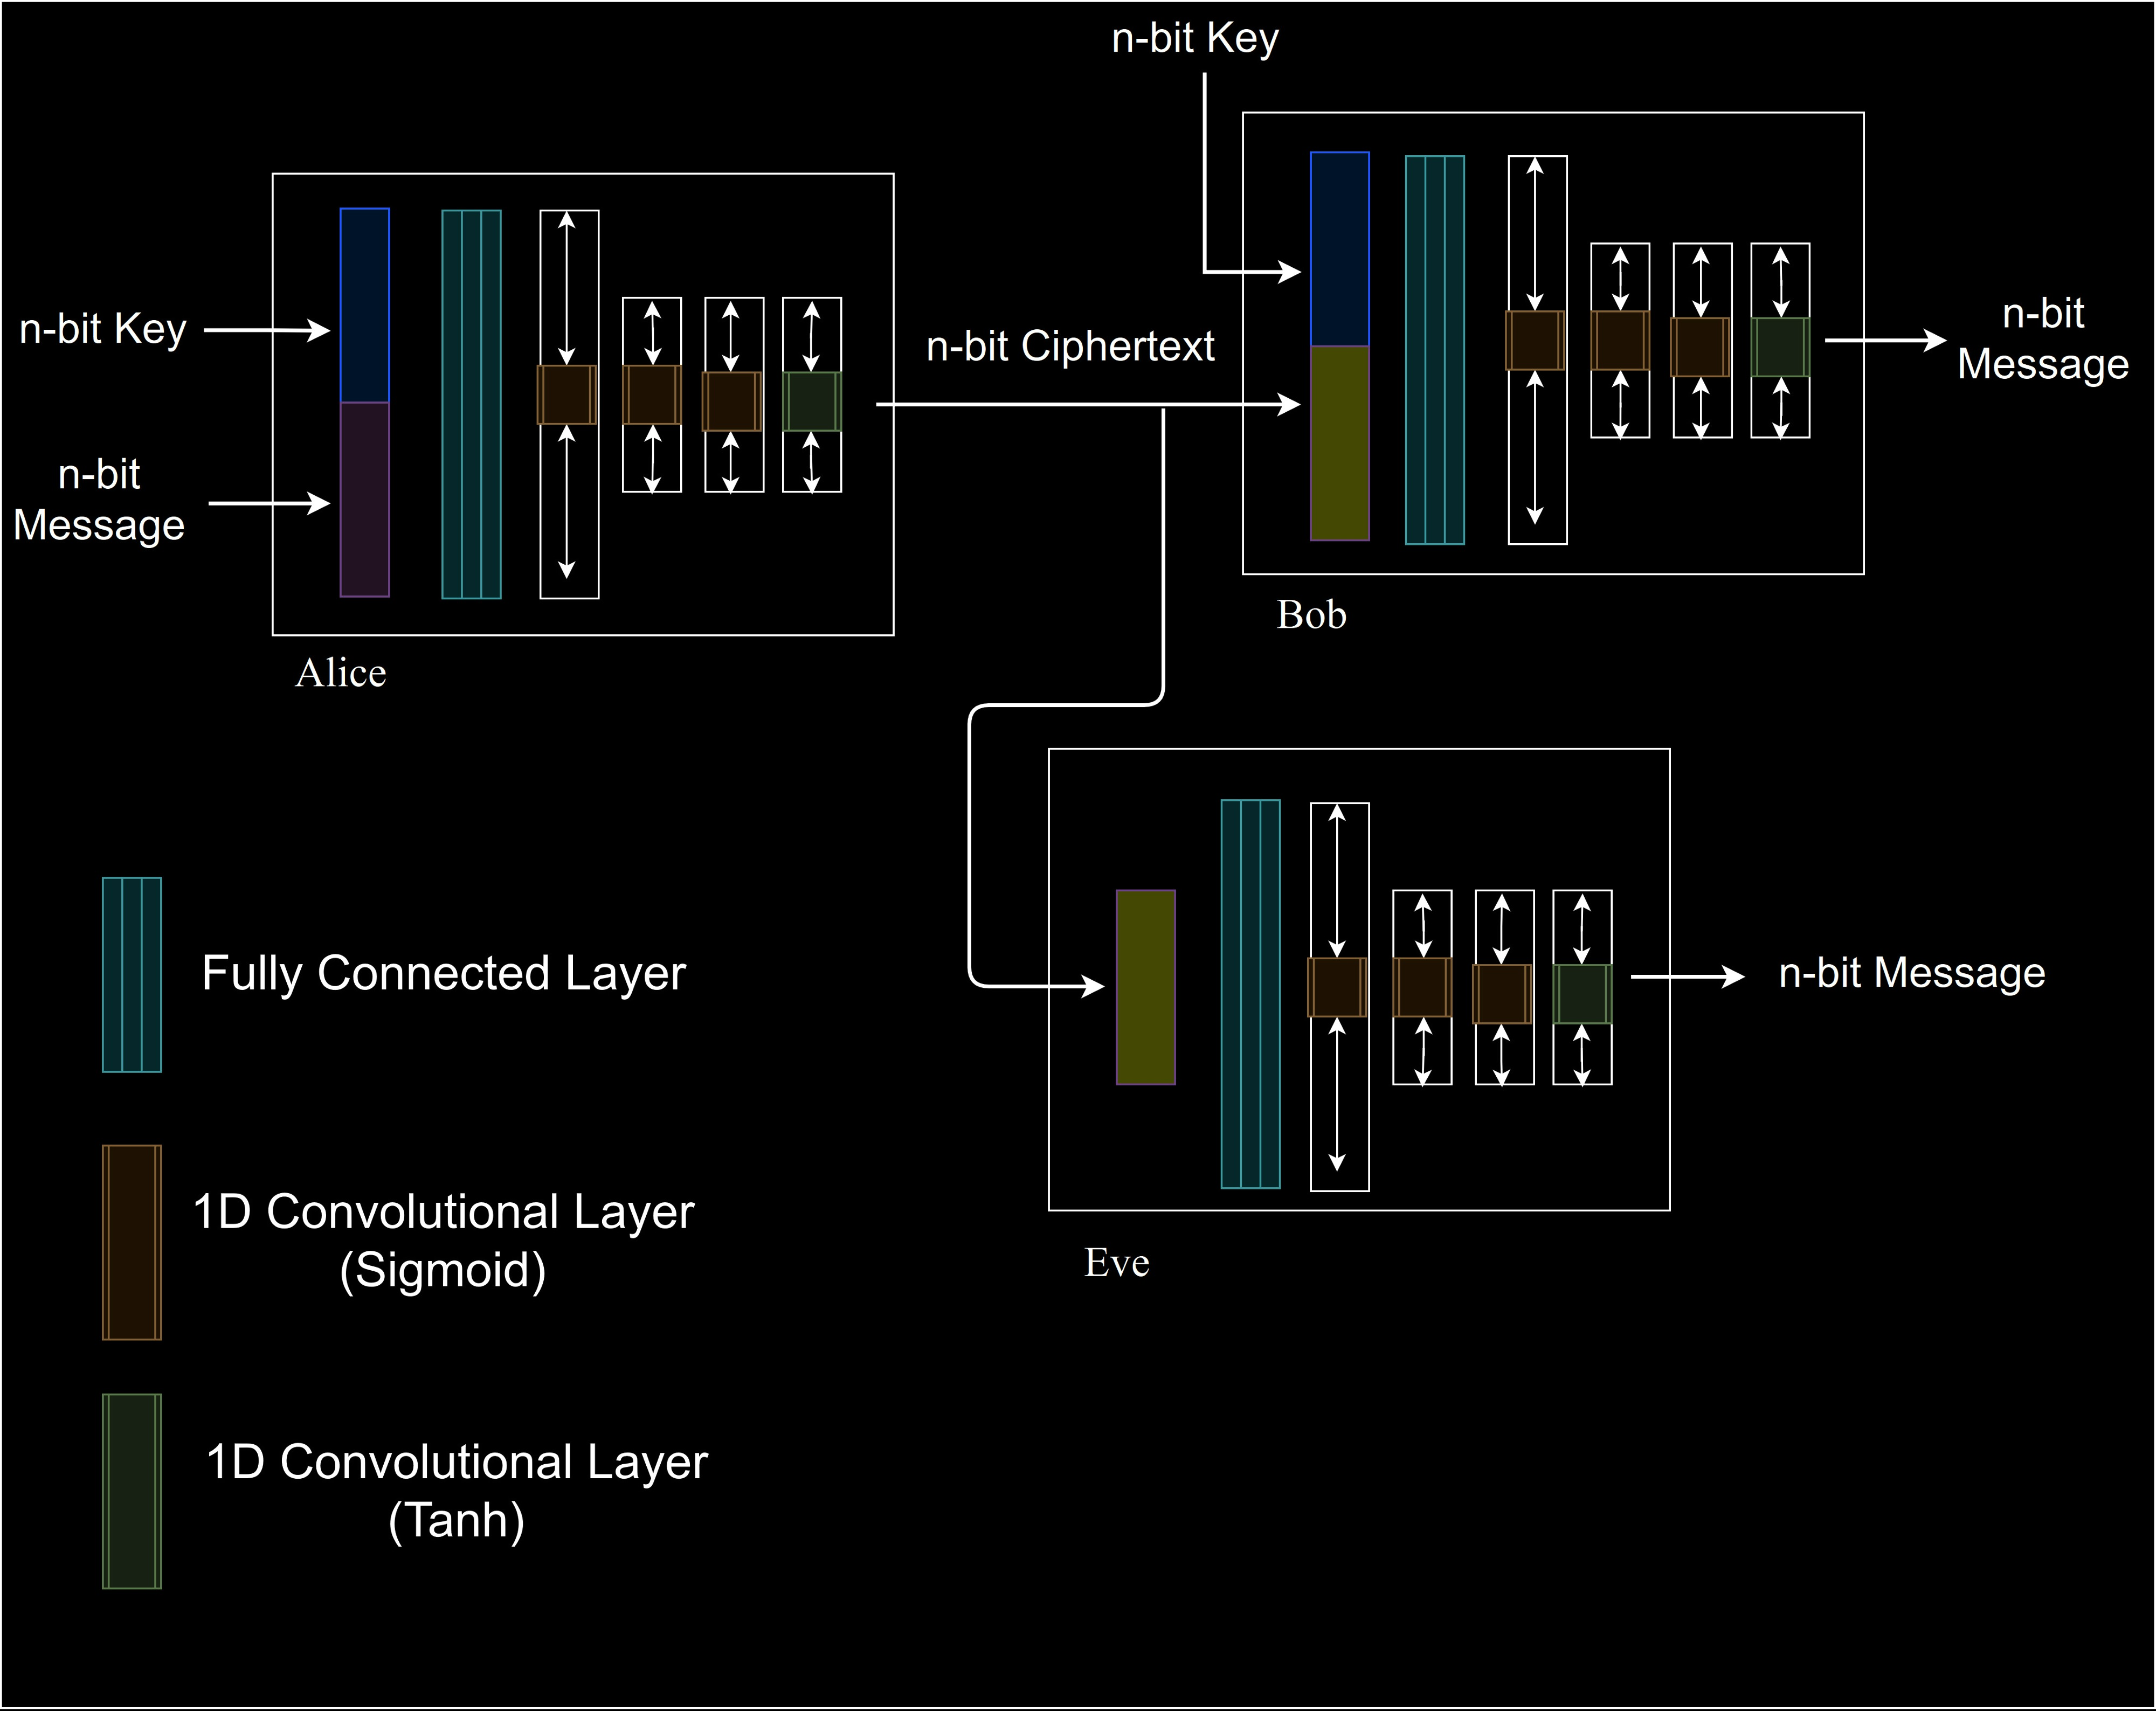 n-bit Key
n-bit Key
n-bit
Message
Alice
n-bit Ciphertext
n-bit
Message
Bob
n-bit Message
Eve
Fully Connected Layer
1D Convolutional Layer
(Sigmoid)
1D Convolutional Layer
(Tanh)